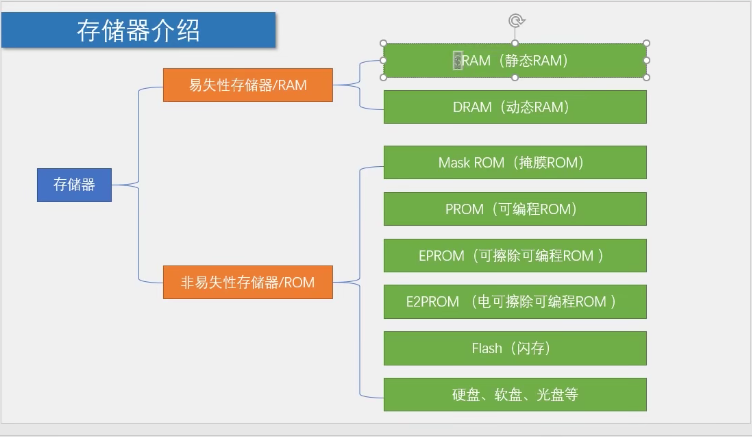 存储器介绍
存储器
易失性存储器/RAM
SRAM（静态RAM）
DRAM（动态RAM）
非易失性存储器/ROM
Mask ROM（掩膜ROM）
PROM（可编程ROM）
EPROM（可擦除可编程ROM ）
E2PROM （电可擦除可编程ROM ）
Flash（闪存）
硬盘、软盘、光盘等